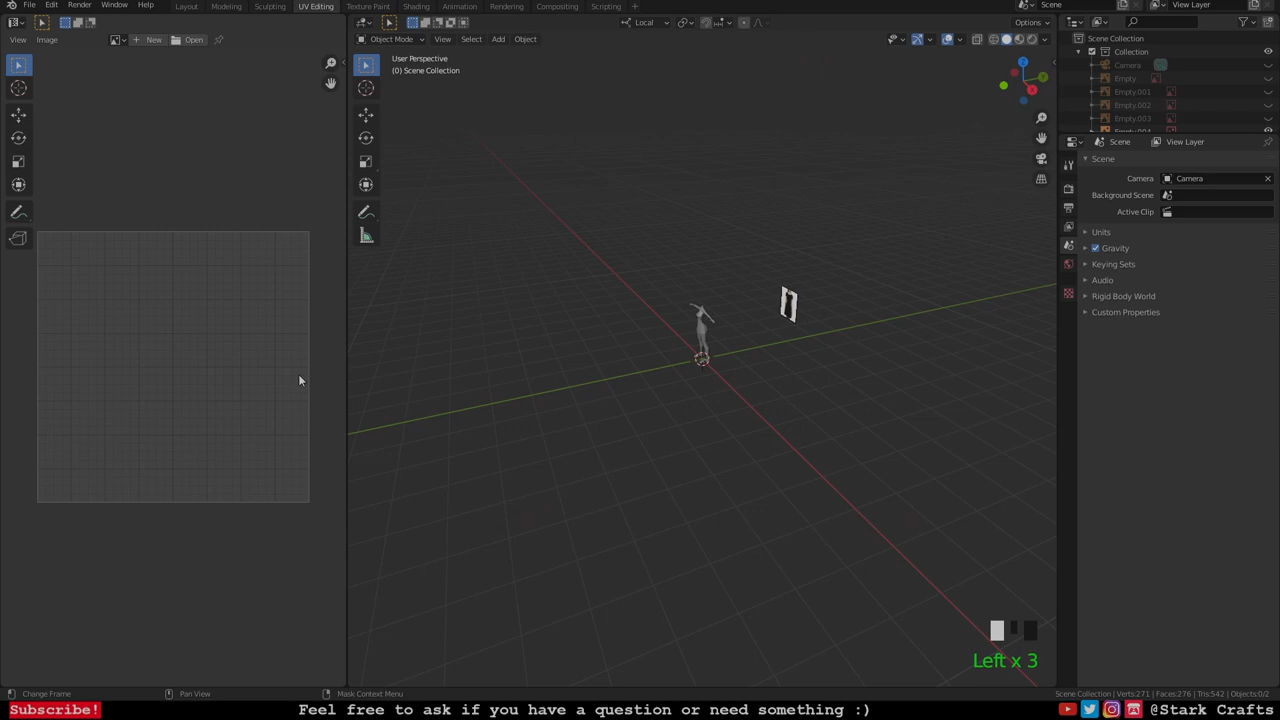 File Edit Render Window Help Layout Modeling Sculpting UV Editing Texture Paint Shading Animation Rendering Compositing Scripting Scene View Layer
Local Options
View Image New Open Object Mode View Select Add Object
User Perspective
(0) Scene Collection
Scene Collection
Collection
Camera
Empty
Empty.001
Empty.002
Empty.003
Empty.004
Scene View Layer
Scene
Camera Camera
Background Scene
Active Clip
Units
Gravity
Keying Sets
Audio
Rigid Body World
Custom Properties
Left x 3
Change Frame Pan View Mask Context Menu Scene Collection | Verts:271 | Faces:276 | Tris:542 | Objects:0/2
Subscribe! Feel free to ask if you have a question or need something :) @Stark Crafts